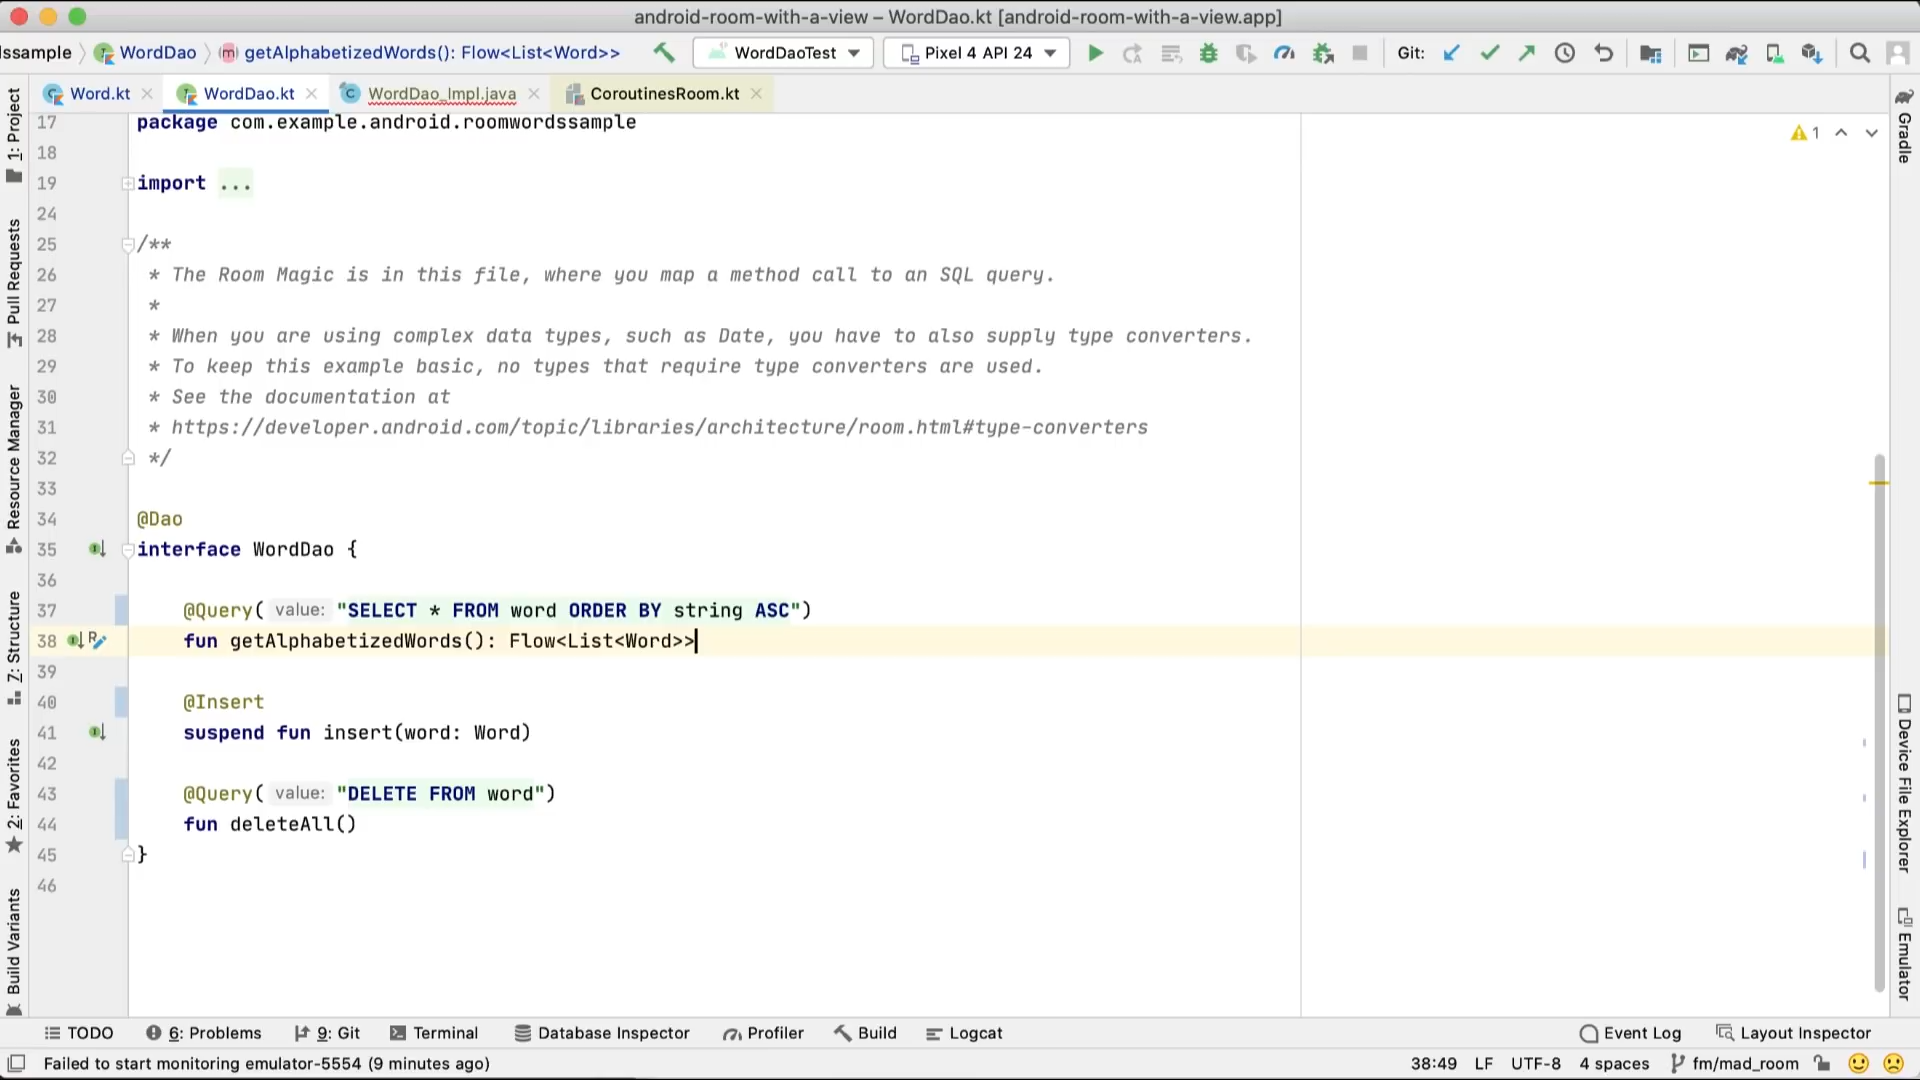 android-room-with-a-view – WordDao.kt [android-room-with-a-view.app]
lssample WordDao m getAlphabetizedWords(): Flow<List<Word>> WordDaoTest Pixel 4 API 24 Git:
Word.kt WordDao.kt WordDao_Impl.java CoroutinesRoom.kt
17 package com.example.android.roomwordssample
1
18
19 import ...
24
25 /**
26 * The Room Magic is in this file, where you map a method call to an SQL query.
27 *
28 * When you are using complex data types, such as Date, you have to also supply type converters.
29 * To keep this example basic, no types that require type converters are used.
30 * See the documentation at
31 * https://developer.android.com/topic/libraries/architecture/room.html#type-converters
32 */
33
34 @Dao
35 interface WordDao {
36
37 @Query( value: "SELECT * FROM word ORDER BY string ASC")
38 fun getAlphabetizedWords(): Flow<List<Word>>
39
40 @Insert
41 suspend fun insert(word: Word)
42
43 @Query( value: "DELETE FROM word")
44 fun deleteAll()
45 }
46
1: Project
Pull Requests
Resource Manager
Z: Structure
2: Favorites
Build Variants
Gradle
Device File Explorer
Emulator
TODO 6: Problems 9: Git Terminal Database Inspector Profiler Build Logcat Event Log Layout Inspector
Failed to start monitoring emulator-5554 (9 minutes ago) 38:49 LF UTF-8 4 spaces fm/mad_room